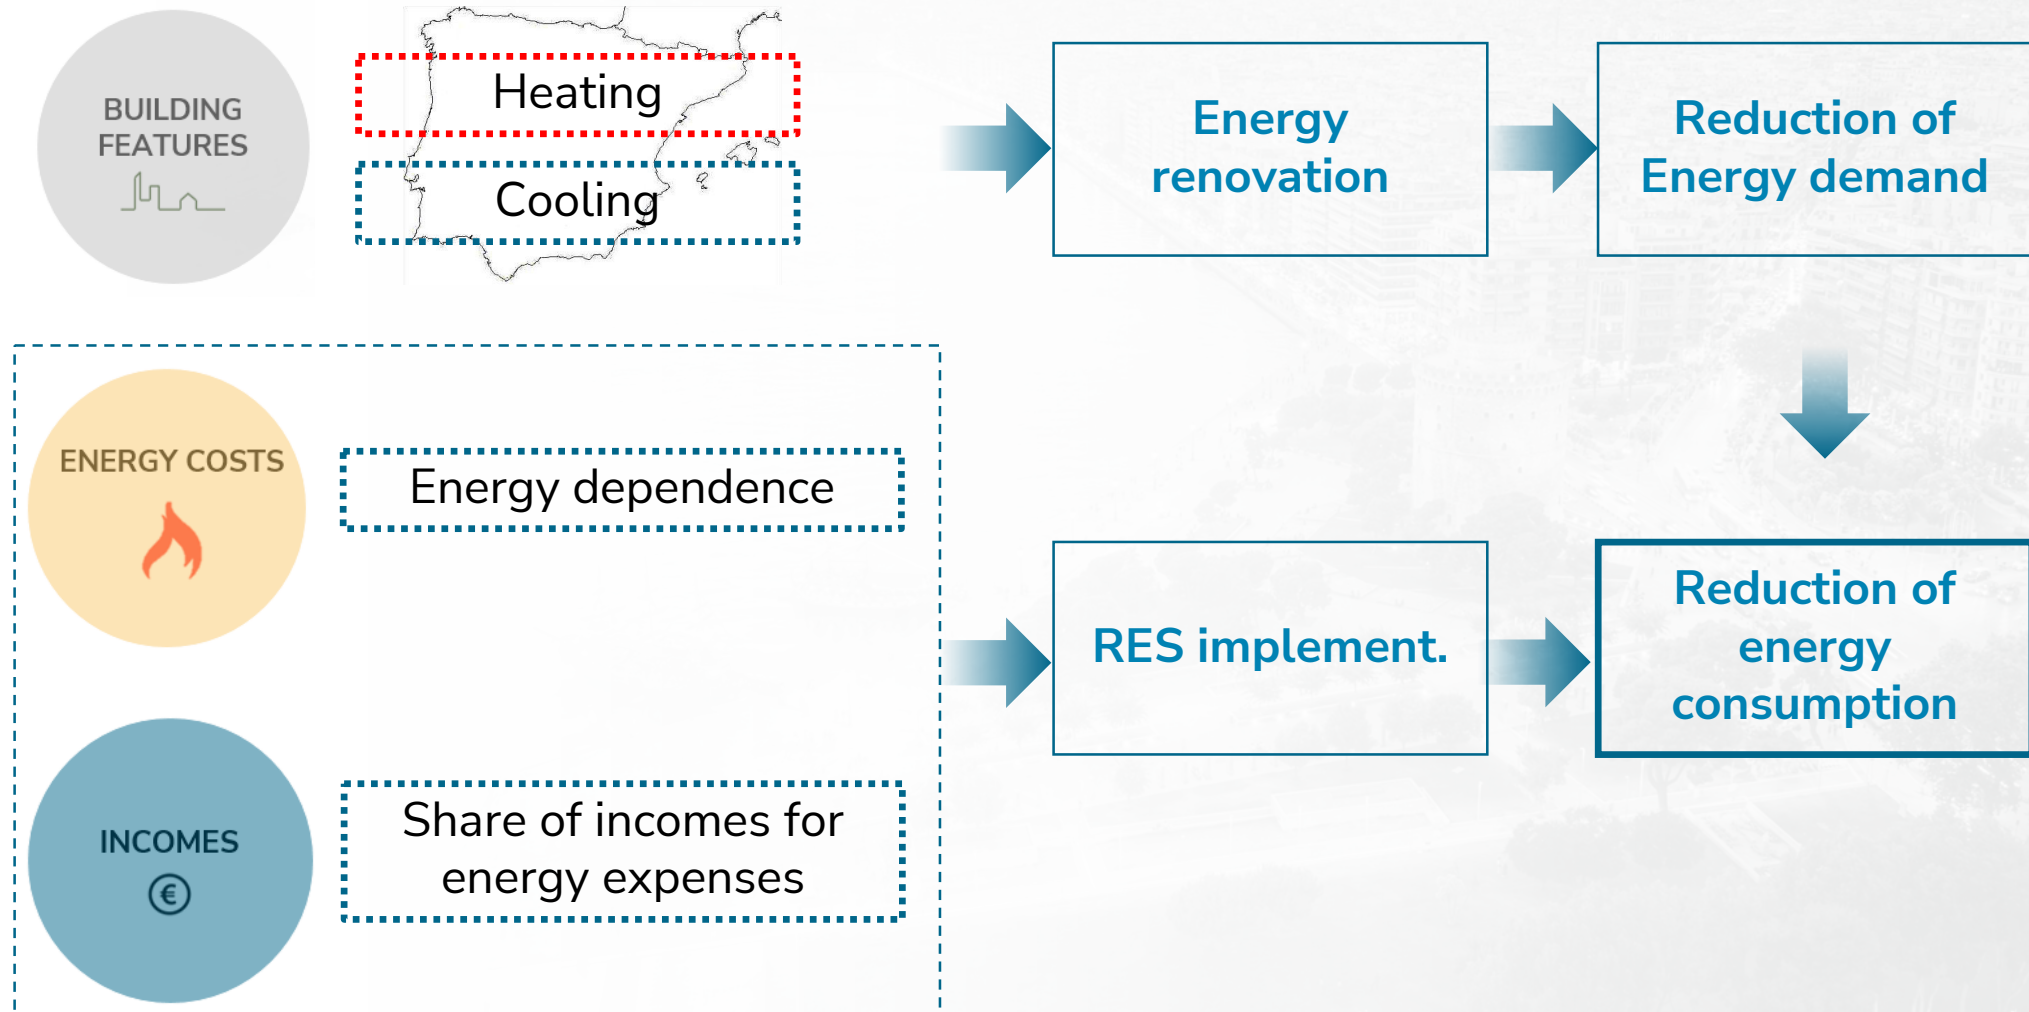 BUILDING
FEATURES
Heating
Cooling
Energy
renovation
Reduction of
Energy demand
ENERGY COSTS
Energy dependence
INCOMES
€
Share of incomes for
energy expenses
RES implement.
Reduction of
energy
consumption